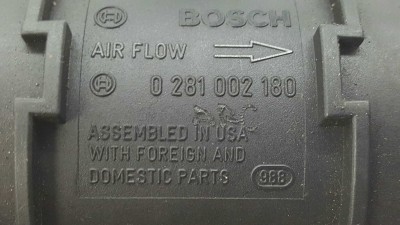 BOSCH
AIR FLOW
0 281 002 180
ASSEMBLED IN USA
WITH FOREIGN AND
DOMESTIC PARTS 988